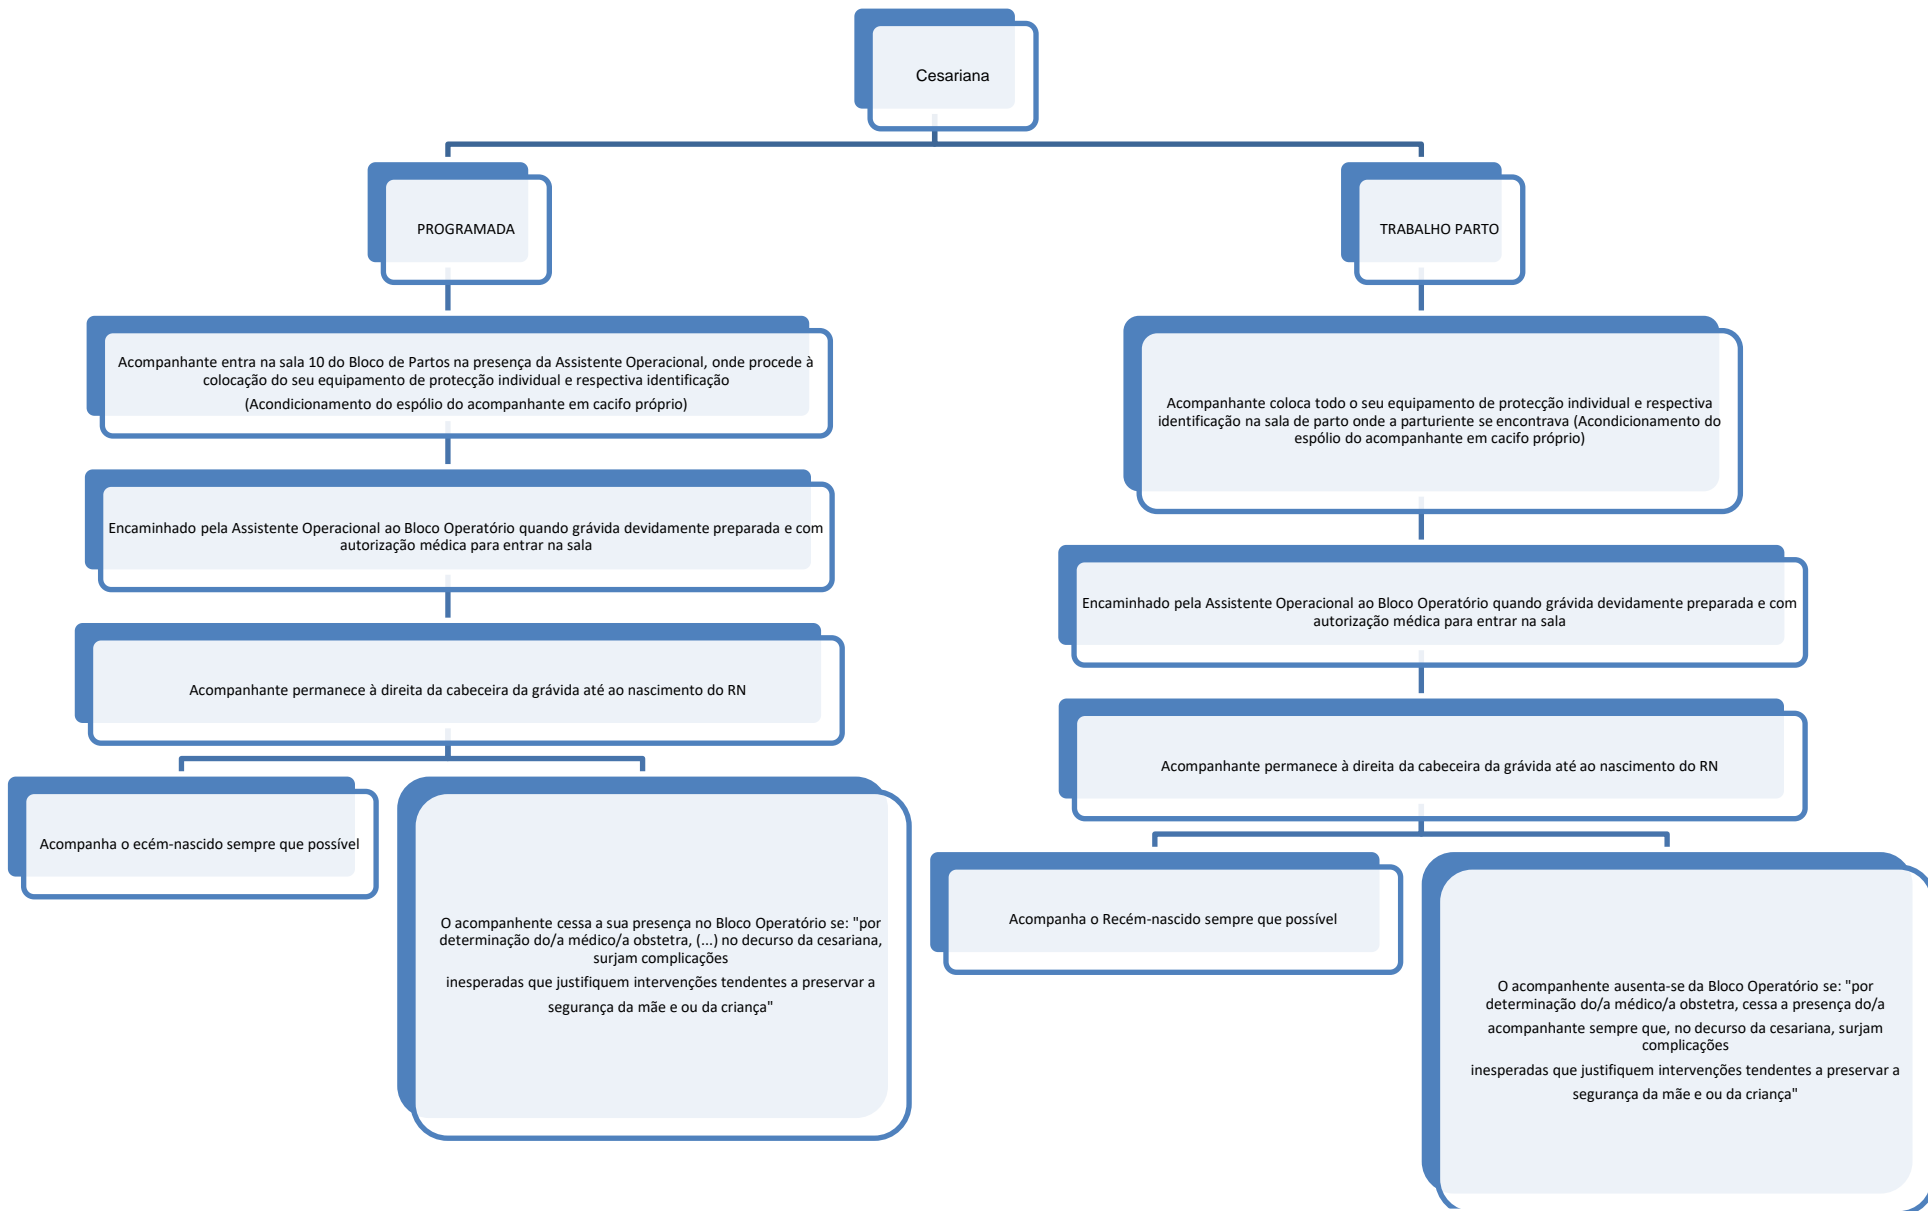 Cesariana
PROGRAMADA
Acompanhante entra na sala 10 do Bloco de Partos na presença da Assistente Operacional, onde procede à
colocação do seu equipamento de protecção individual e respectiva identificação
(Acondicionamento do espólio do acompanhante em cacifo próprio)
Encaminhado pela Assistente Operacional ao Bloco Operatório quando grávida devidamente preparada e com
autorização médica para entrar na sala
Acompanhante permanece à direita da cabeceira da grávida até ao nascimento do RN
Acompanha o ecém-nascido sempre que possível
O acompanhente cessa a sua presença no Bloco Operatório se: "por
determinação do/a médico/a obstetra, (...) no decurso da cesariana,
surjam complicações
inesperadas que justifiquem intervenções tendentes a preservar a
segurança da mãe e ou da criança"
TRABALHO PARTO
Acompanhante coloca todo o seu equipamento de protecção individual e respectiva
identificação na sala de parto onde a parturiente se encontrava (Acondicionamento do
espólio do acompanhante em cacifo próprio)
Encaminhado pela Assistente Operacional ao Bloco Operatório quando grávida devidamente preparada e com
autorização médica para entrar na sala
Acompanhante permanece à direita da cabeceira da grávida até ao nascimento do RN
Acompanha o Recém-nascido sempre que possível
O acompanhente ausenta-se da Bloco Operatório se: "por
determinação do/a médico/a obstetra, cessa a presença do/a
acompanhante sempre que, no decurso da cesariana, surjam
complicações
inesperadas que justifiquem intervenções tendentes a preservar a
segurança da mãe e ou da criança"